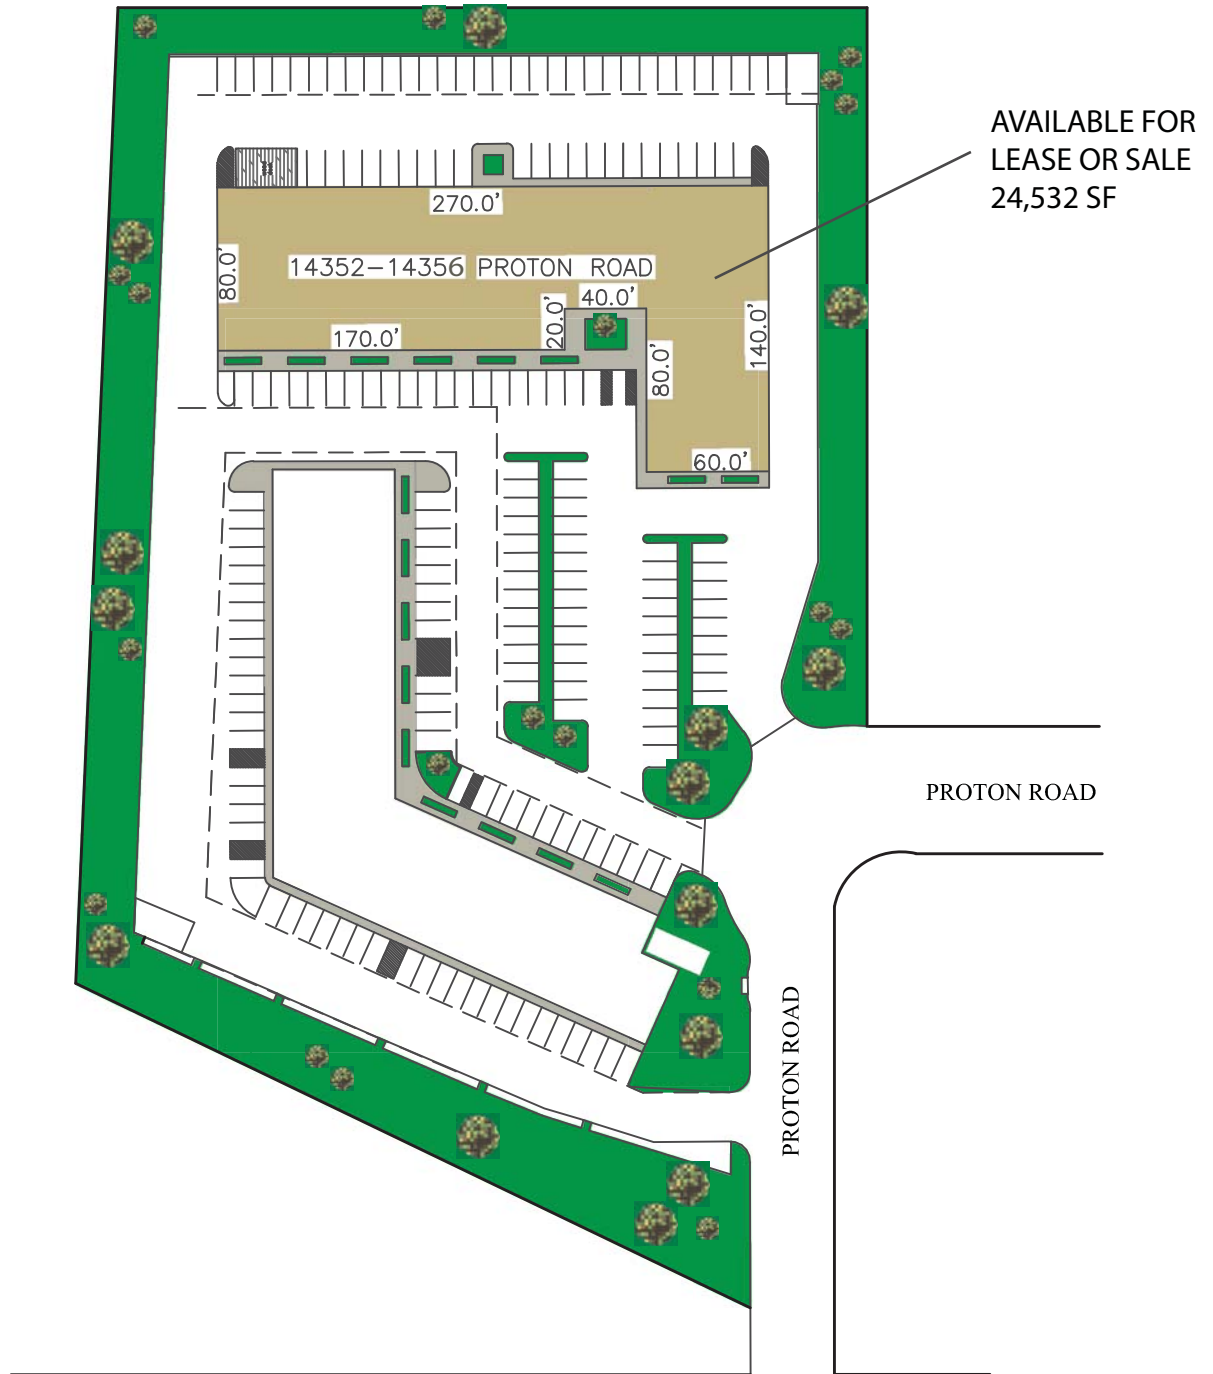 AVAILABLE FOR
LEASE OR SALE
24,532 SF
270.0'
80.0'
14352-14356 PROTON ROAD
40.0'
20.0'
170.0'
140.0'
80.0'
60.0'
PROTON ROAD
PROTON ROAD